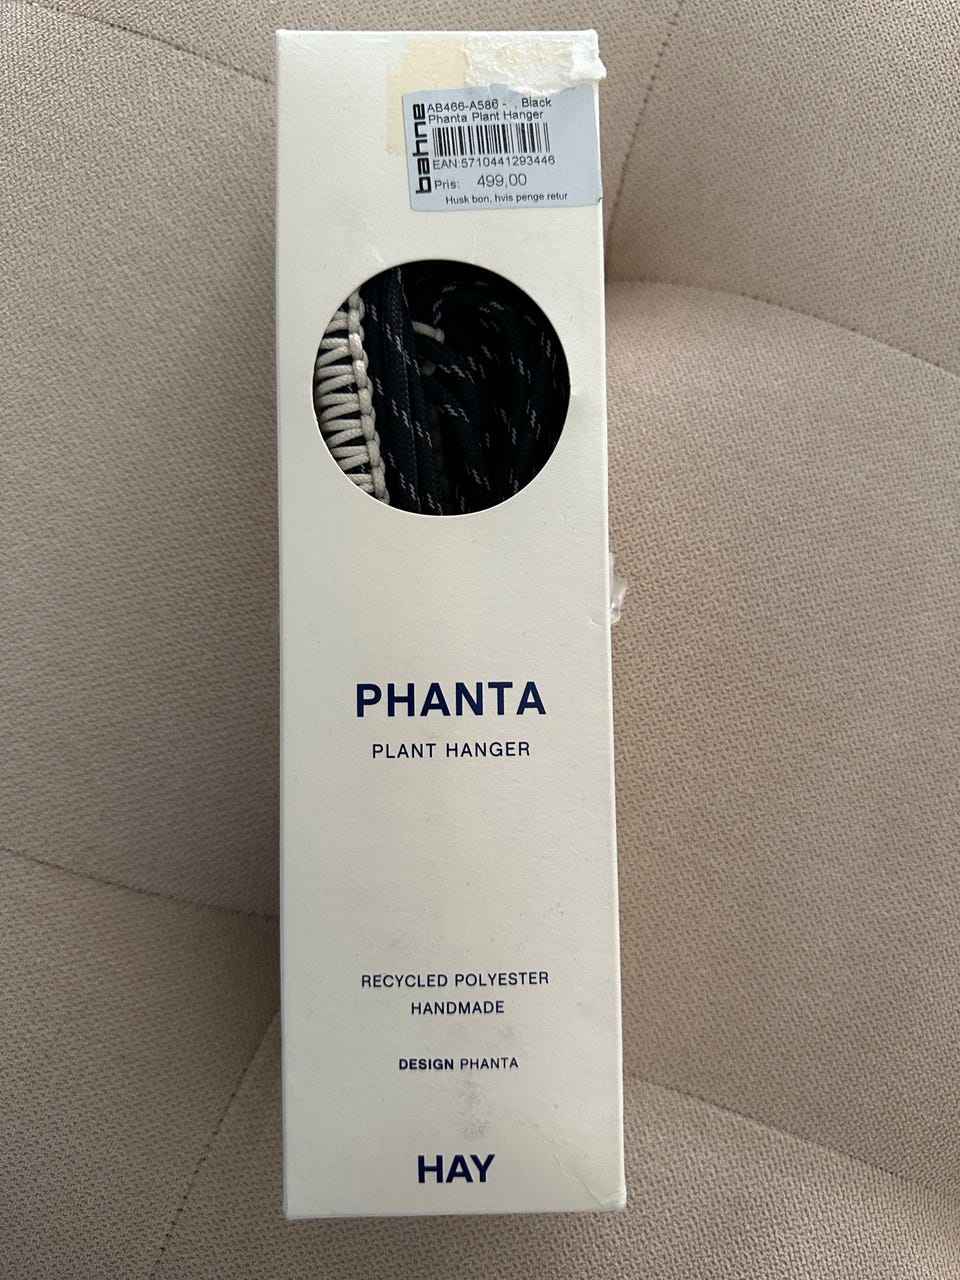 bahne
AB466-A586 - , Black
Phanta Plant Hanger
EAN:5710441293446
Pris: 499,00
Husk bon, hvis penge retur
PHANTA
PLANT HANGER
RECYCLED POLYESTER
HANDMADE
DESIGN PHANTA
HAY